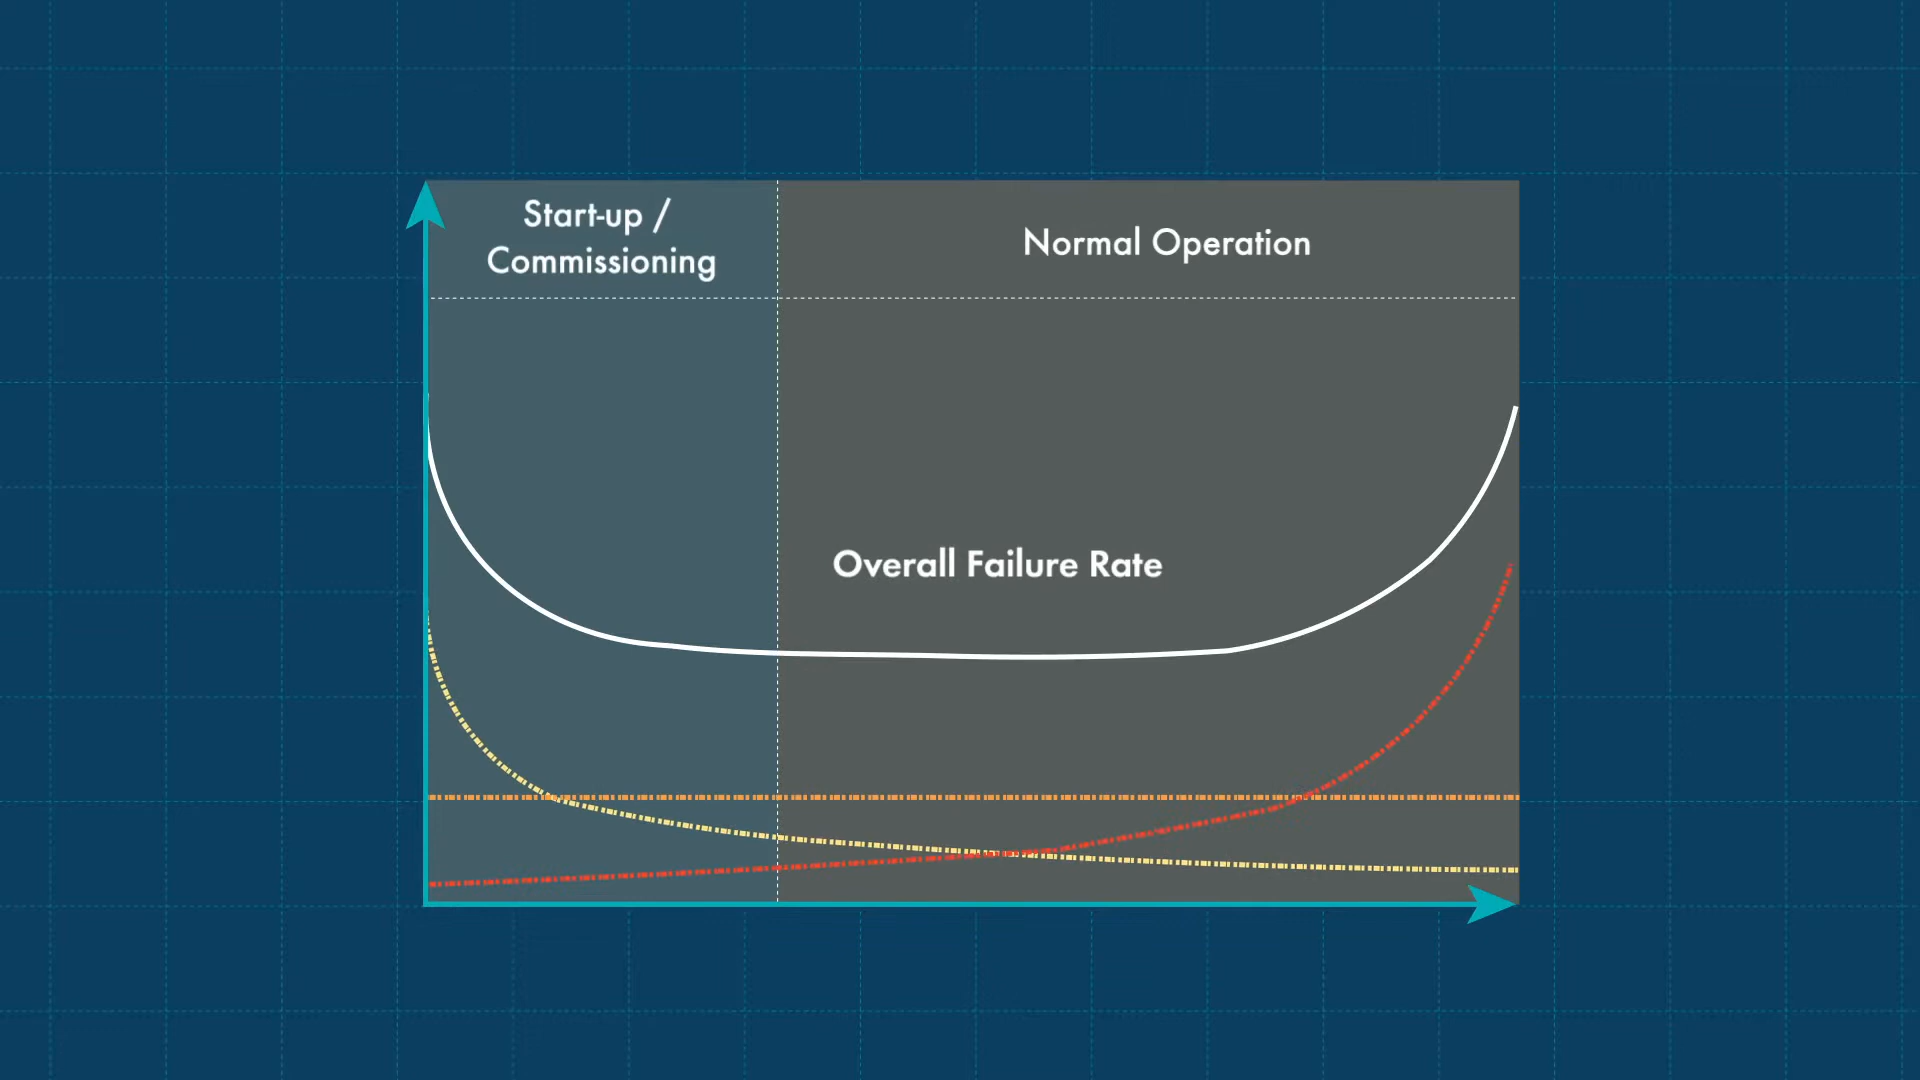 Start-up /
Commissioning
Normal Operation
Overall Failure Rate